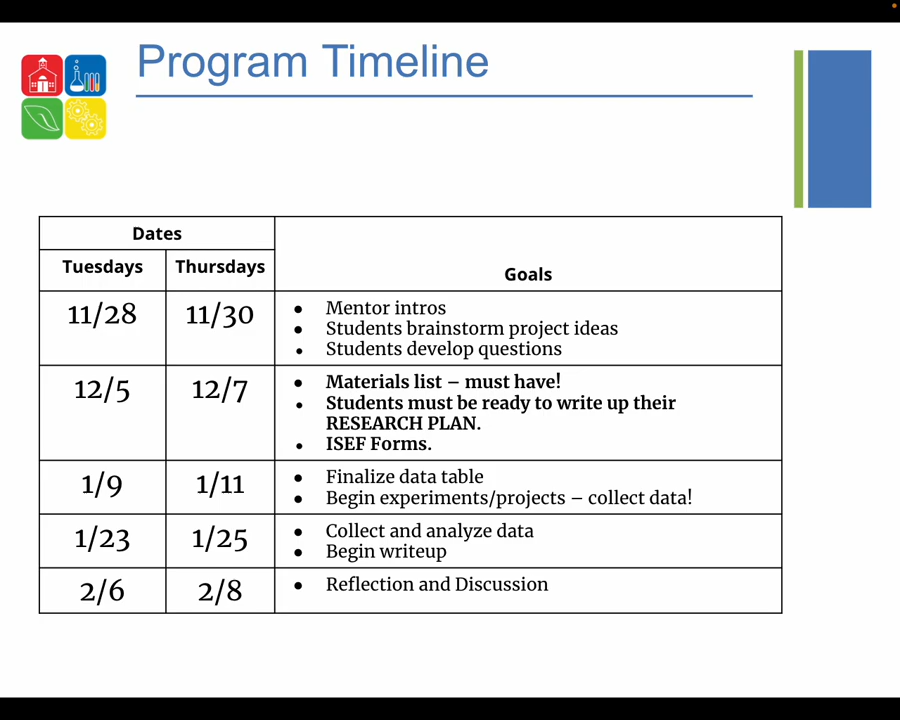 Program Timeline
Dates
Tuesdays Thursdays
Goals
11/28 11/30
• Mentor intros
• Students brainstorm project ideas
• Students develop questions
12/5 12/7
• Materials list – must have!
• Students must be ready to write up their
RESEARCH PLAN.
• ISEF Forms.
1/9 1/11
• Finalize data table
• Begin experiments/projects – collect data!
1/23 1/25
• Collect and analyze data
• Begin writeup
2/6 2/8
• Reflection and Discussion